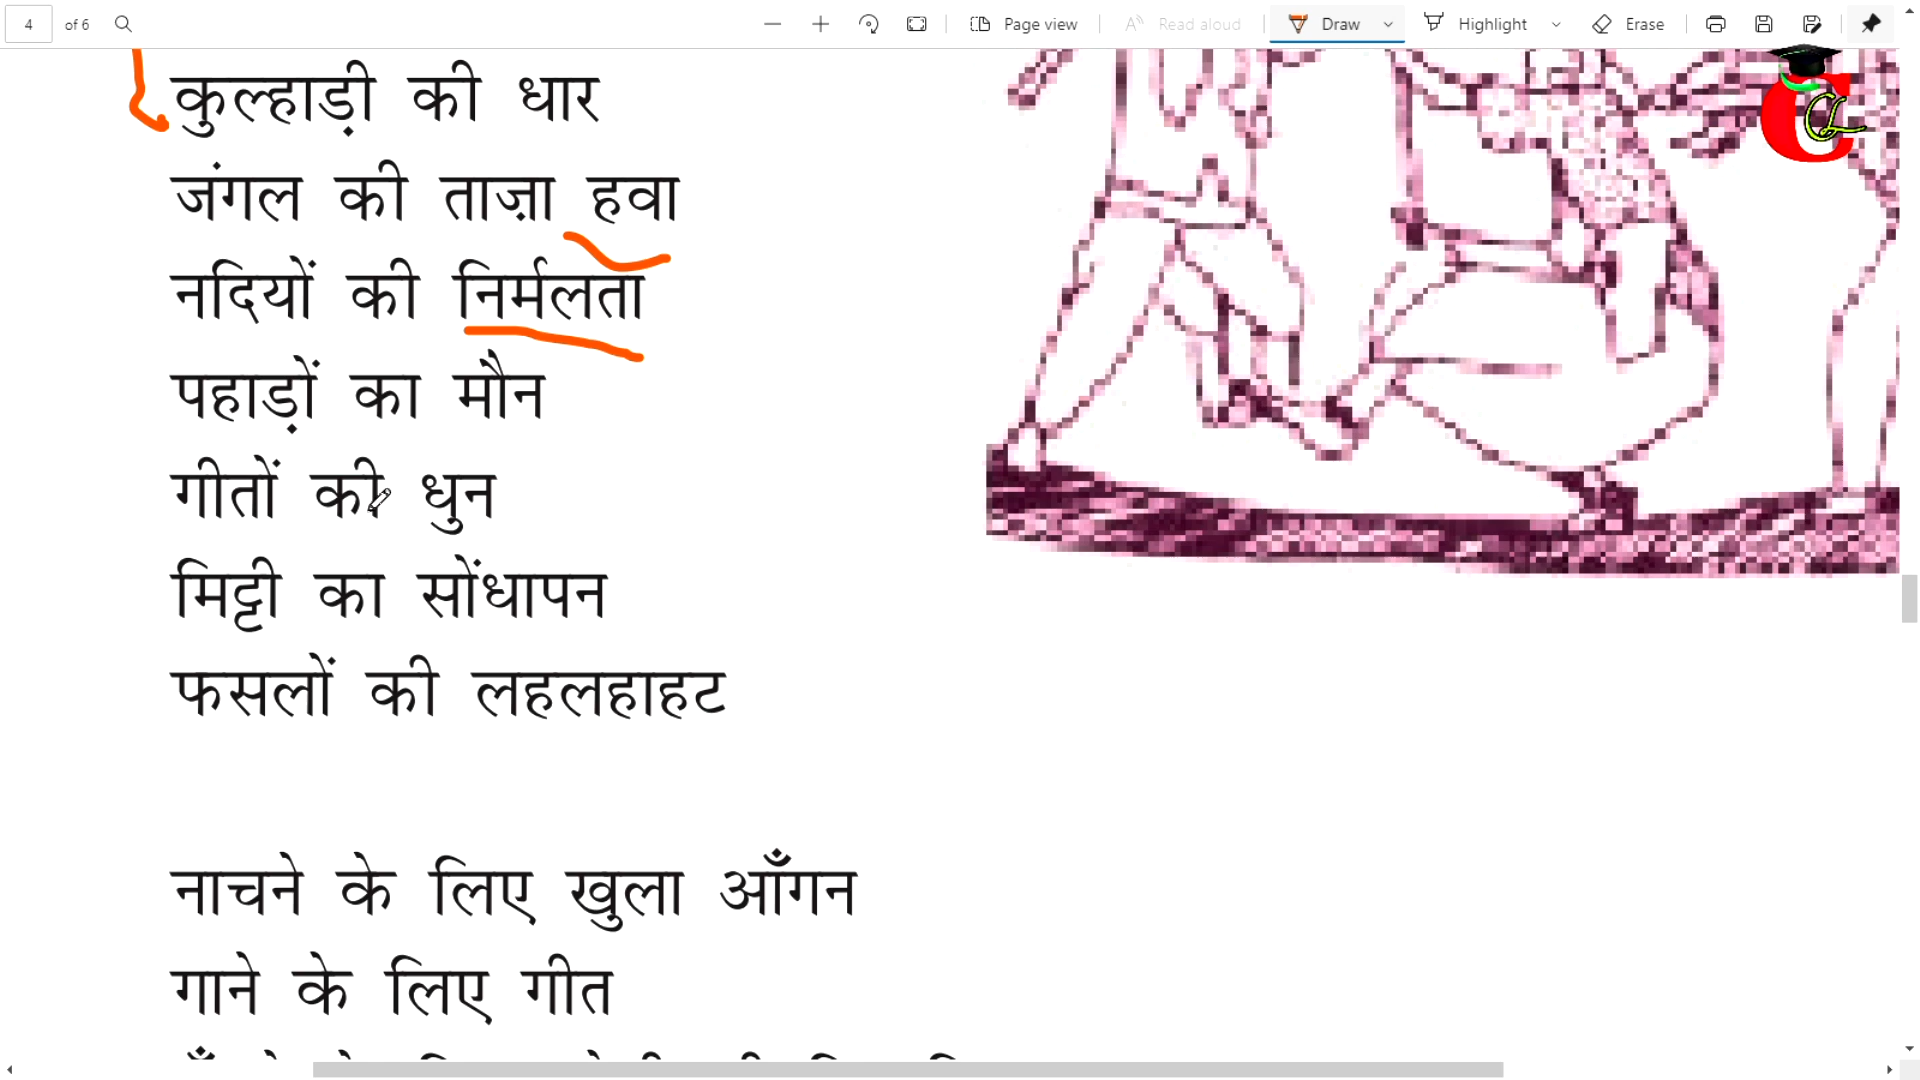 4 of 6 Page view Read aloud Draw Highlight Erase
कुल्हाड़ी की धार
जंगल की ताज़ा हवा
नदियों की निर्मलता
पहाड़ों का मौन
गीतों की धुन
मिट्टी का सोंधापन
फसलों की लहलहाहट
नाचने के लिए खुला आँगन
गाने के लिए गीत